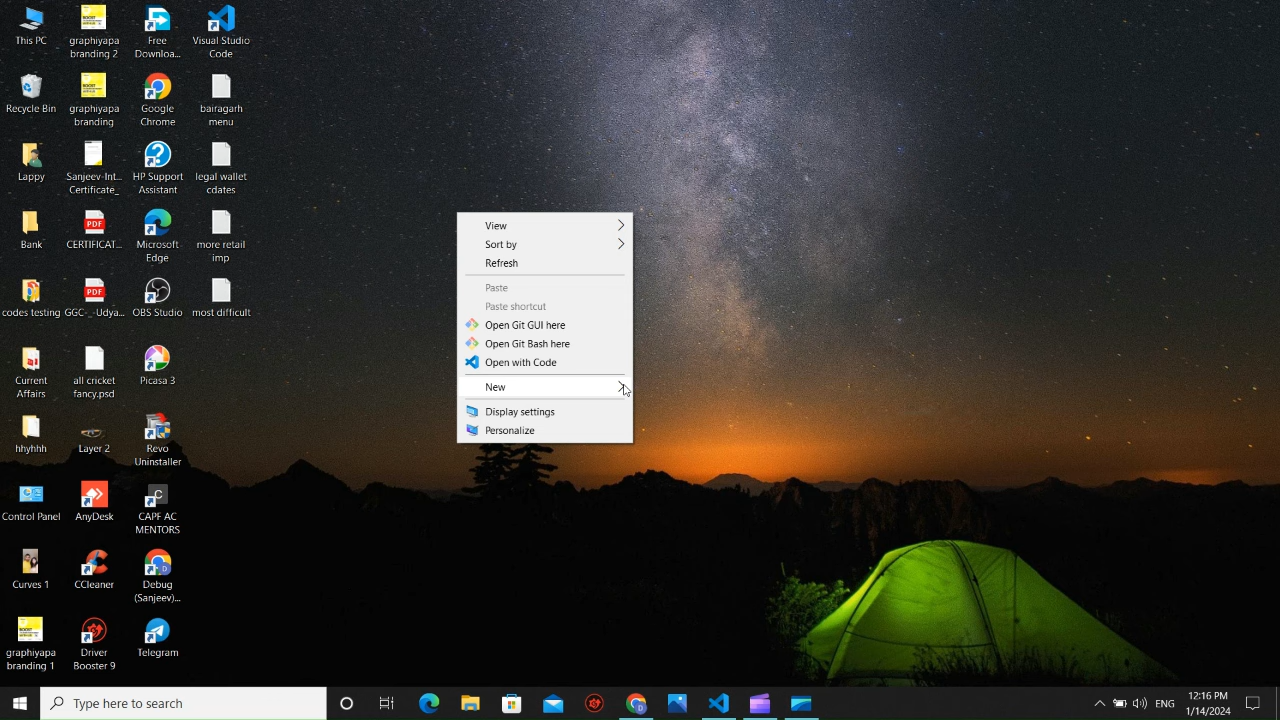 This PC
graphiyapa
branding 2
Free
Downloa...
Visual Studio
Code
Recycle Bin
graphiyapa
branding
Google
Chrome
bairagarh
menu
Lappy
Sanjeev-Int...
Certificate_
HP Support
Assistant
legal wallet
cdates
Bank
PDF
CERTIFICAT...
Microsoft
Edge
more retail
imp
codes testing
PDF
GGC-_-Udya...
OBS Studio
most difficult
Current
Affairs
all cricket
fancy.psd
Picasa 3
hhyhhh
Layer 2
Revo
Uninstaller
Control Panel
AnyDesk
C
CAPF AC
MENTORS
Curves 1
CCleaner
D
Debug
(Sanjeev)...
graphiyapa
branding 1
Driver
Booster 9
Telegram
View
Sort by
Refresh
Paste
Paste shortcut
Open Git GUI here
Open Git Bash here
Open with Code
New
Display settings
Personalize
Type here to search
D
ENG
12:16 PM
1/14/2024